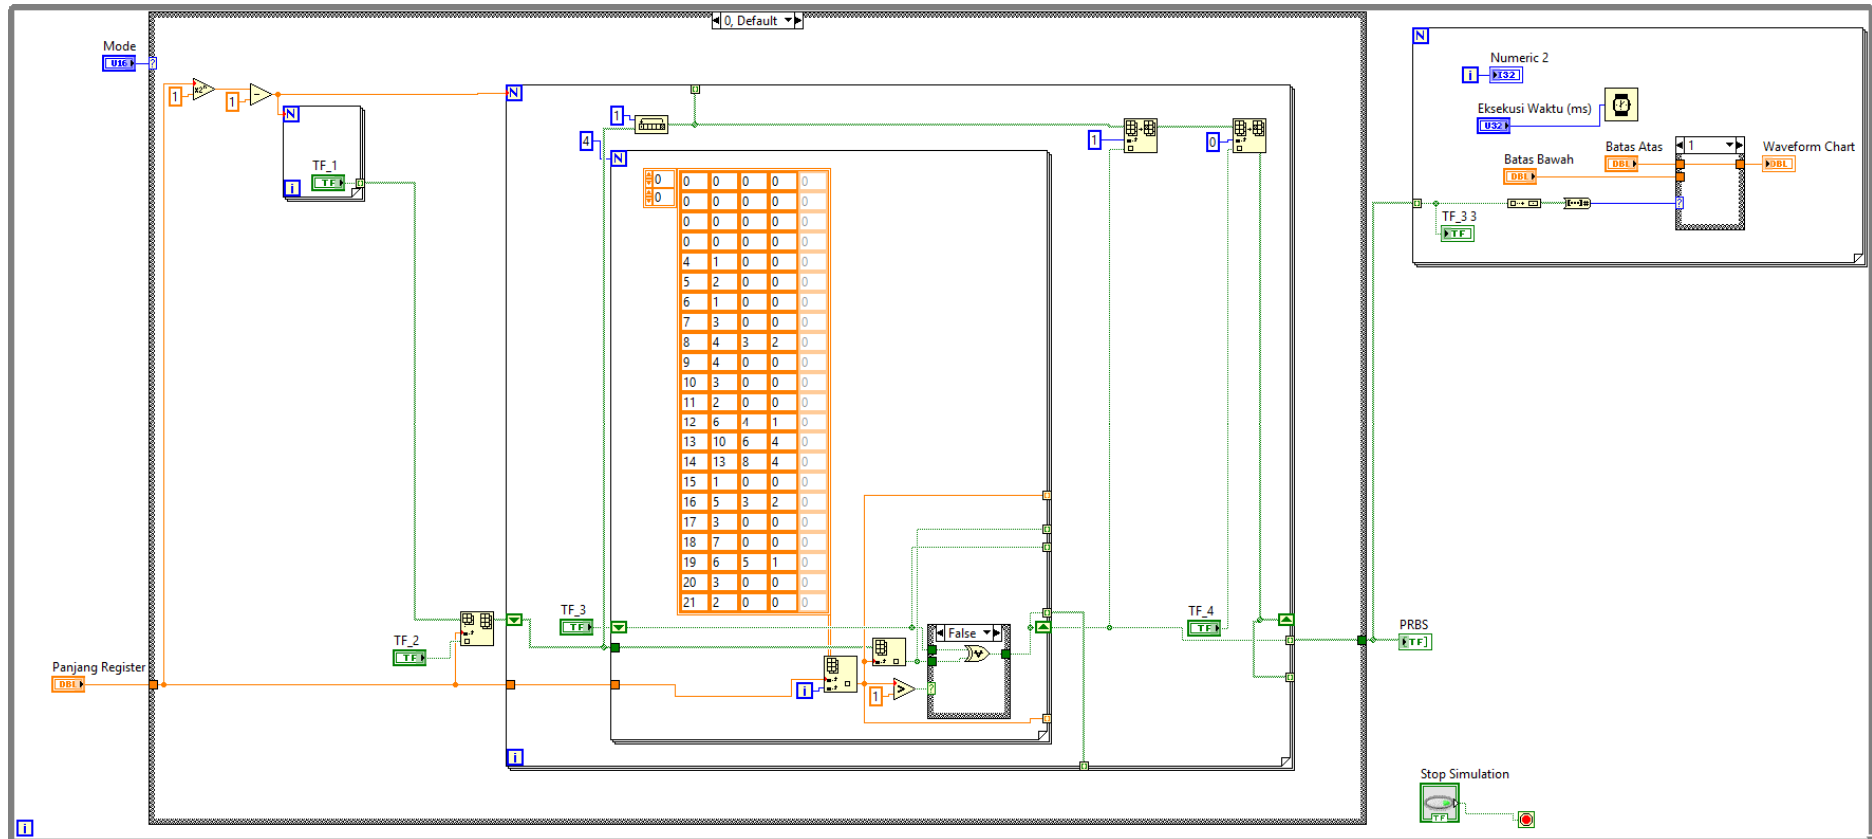 0, Default
Mode
U16
?
1
x2ⁿ
1
-
N
i
TF_1
TF
N
1
4
N
0
0
0 0 0 0 0
0 0 0 0 0
0 0 0 0 0
0 0 0 0 0
4 1 0 0 0
5 2 0 0 0
6 1 0 0 0
7 3 0 0 0
8 4 3 2 0
9 4 0 0 0
10 3 0 0 0
11 2 0 0 0
12 6 4 1 0
13 10 6 4 0
14 13 8 4 0
15 1 0 0 0
16 5 3 2 0
17 3 0 0 0
18 7 0 0 0
19 6 5 1 0
20 3 0 0 0
21 2 0 0 0
1
0
TF_2
TF
TF_3
TF
i
1
>
False
?
TF_4
TF
i
Panjang Register
DBL
N
Numeric 2
i
I32
Eksekusi Waktu (ms)
U32
Batas Bawah
DBL
Batas Atas
DBL
1
Waveform Chart
DBL
?
TF_3 3
TF
PRBS
TF
Stop Simulation
TF
i